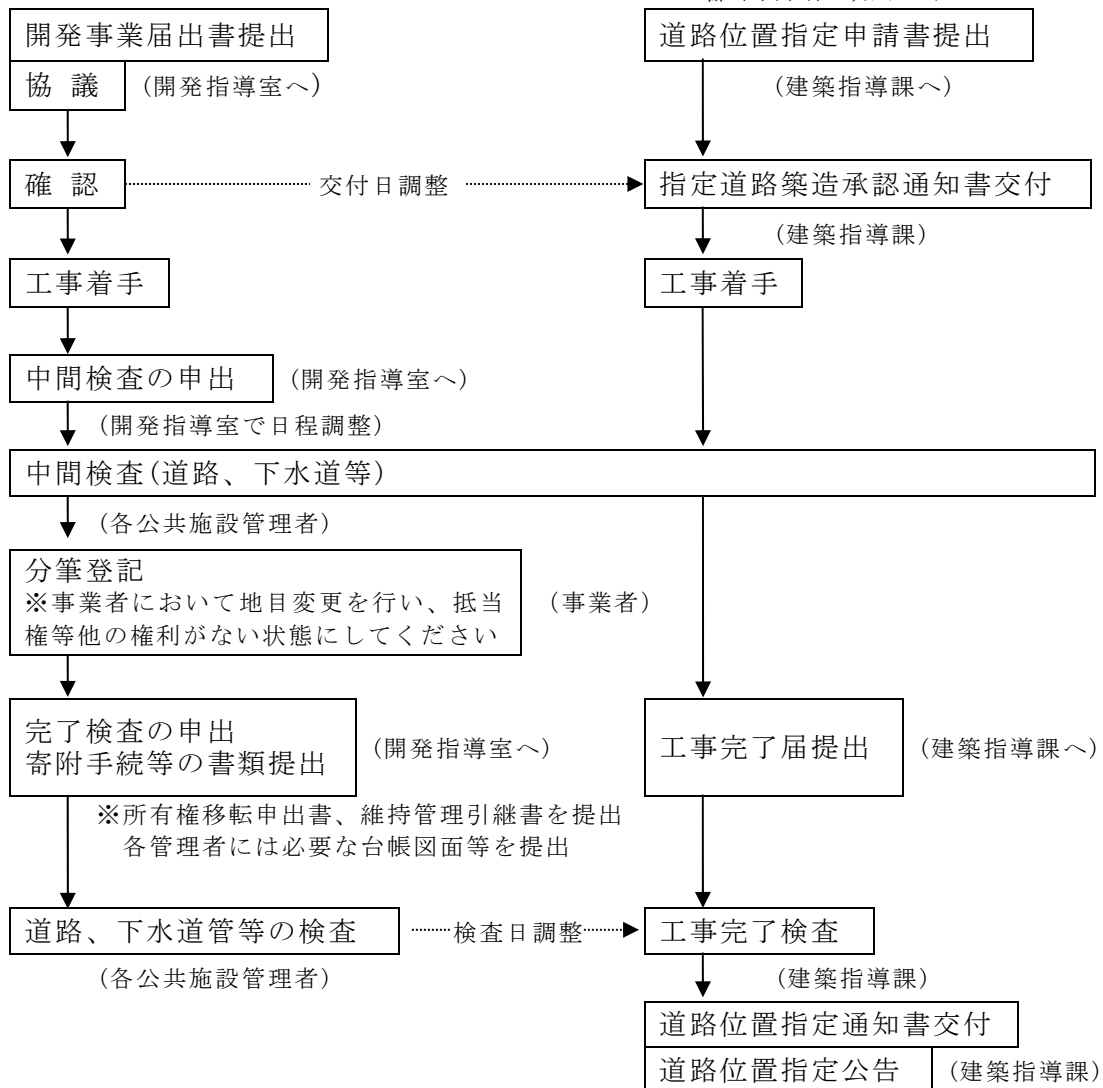 開発事業届出書提出
道路位置指定申請書提出
協 議
(開発指導室へ)
(建築指導課へ)
確 認
交付日調整
指定道路築造承認通知書交付
(建築指導課)
工事着手
工事着手
中間検査の申出
(開発指導室へ)
(開発指導室で日程調整)
中間検査(道路、下水道等)
(各公共施設管理者)
分筆登記
※事業者において地目変更を行い、抵当
権等他の権利がない状態にしてください
(事業者)
完了検査の申出
寄附手続等の書類提出
(開発指導室へ)
工事完了届提出
(建築指導課へ)
※所有権移転申出書、維持管理引継書を提出
各管理者には必要な台帳図面等を提出
道路、下水道管等の検査
検査日調整
工事完了検査
(各公共施設管理者)
(建築指導課)
道路位置指定通知書交付
道路位置指定公告
(建築指導課)